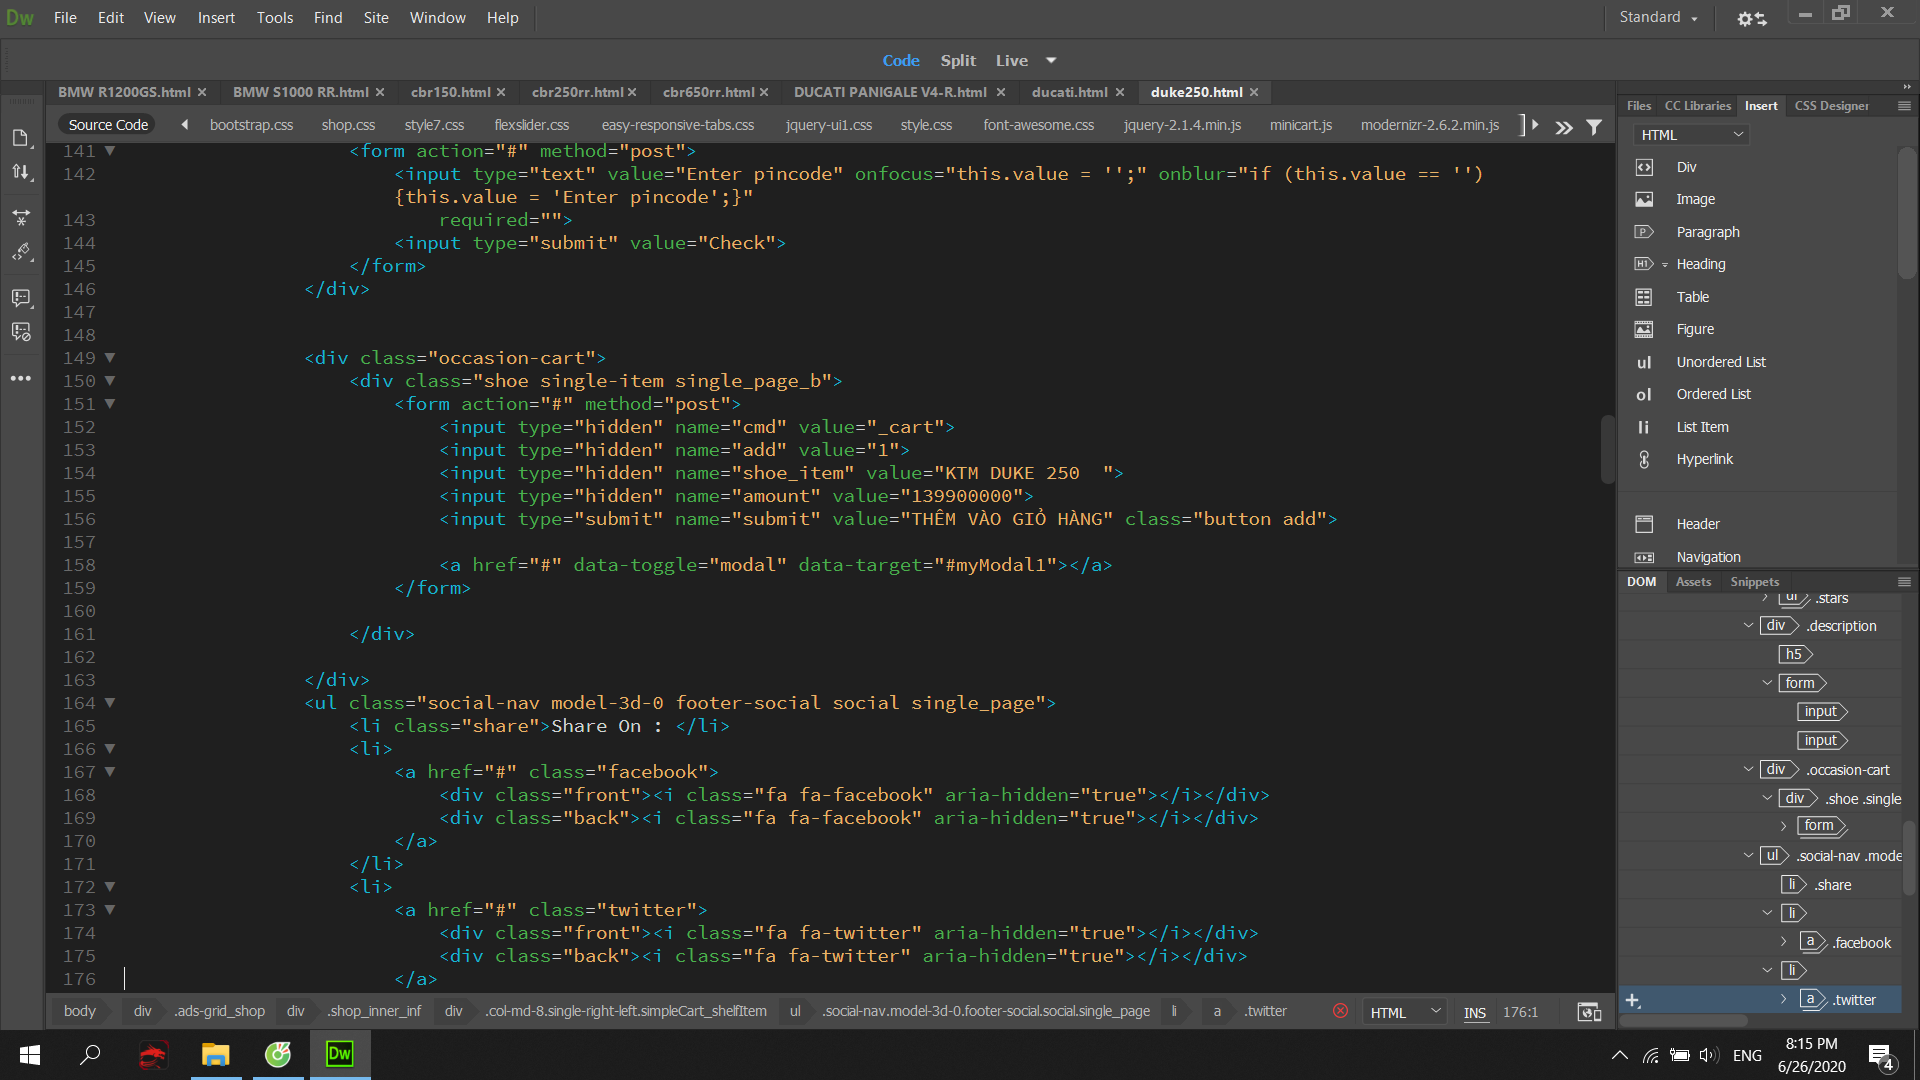 Dw File Edit View Insert Tools Find Site Window Help Standard
Code Split Live
BMW R1200GS.html BMW S1000 RR.html cbr150.html cbr250rr.html cbr650rr.html DUCATI PANIGALE V4-R.html ducati.html duke250.html
Source Code bootstrap.css shop.css style7.css flexslider.css easy-responsive-tabs.css jquery-ui1.css style.css font-awesome.css jquery-2.1.4.min.js minicart.js modernizr-2.6.2.min.js
141 <form action="#" method="post">
142 <input type="text" value="Enter pincode" onfocus="this.value = '';" onblur="if (this.value == '')
{this.value = 'Enter pincode';}"
143 required="">
144 <input type="submit" value="Check">
145 </form>
146 </div>
147
148
149 <div class="occasion-cart">
150 <div class="shoe single-item single_page_b">
151 <form action="#" method="post">
152 <input type="hidden" name="cmd" value="_cart">
153 <input type="hidden" name="add" value="1">
154 <input type="hidden" name="shoe_item" value="KTM DUKE 250  ">
155 <input type="hidden" name="amount" value="139900000">
156 <input type="submit" name="submit" value="THÊM VÀO GIỎ HÀNG" class="button add">
157
158 <a href="#" data-toggle="modal" data-target="#myModal1"></a>
159 </form>
160
161 </div>
162
163 </div>
164 <ul class="social-nav model-3d-0 footer-social social single_page">
165 <li class="share">Share On : </li>
166 <li>
167 <a href="#" class="facebook">
168 <div class="front"><i class="fa fa-facebook" aria-hidden="true"></i></div>
169 <div class="back"><i class="fa fa-facebook" aria-hidden="true"></i></div>
170 </a>
171 </li>
172 <li>
173 <a href="#" class="twitter">
174 <div class="front"><i class="fa fa-twitter" aria-hidden="true"></i></div>
175 <div class="back"><i class="fa fa-twitter" aria-hidden="true"></i></div>
176 </a>
body div .ads-grid_shop div .shop_inner_inf div .col-md-8.single-right-left.simpleCart_shelfItem ul .social-nav.model-3d-0.footer-social.social.single_page li a .twitter HTML INS 176:1
Files CC Libraries Insert CSS Designer
HTML
Div
Image
P Paragraph
H1 Heading
Table
Figure
ul Unordered List
ol Ordered List
li List Item
Hyperlink
Header
Navigation
DOM Assets Snippets
ul .stars
div .description
h5
form
input
input
div .occasion-cart
div .shoe .single
form
ul .social-nav .mode
li .share
li
a .facebook
li
a .twitter
Dw ENG 8:15 PM
6/26/2020 4